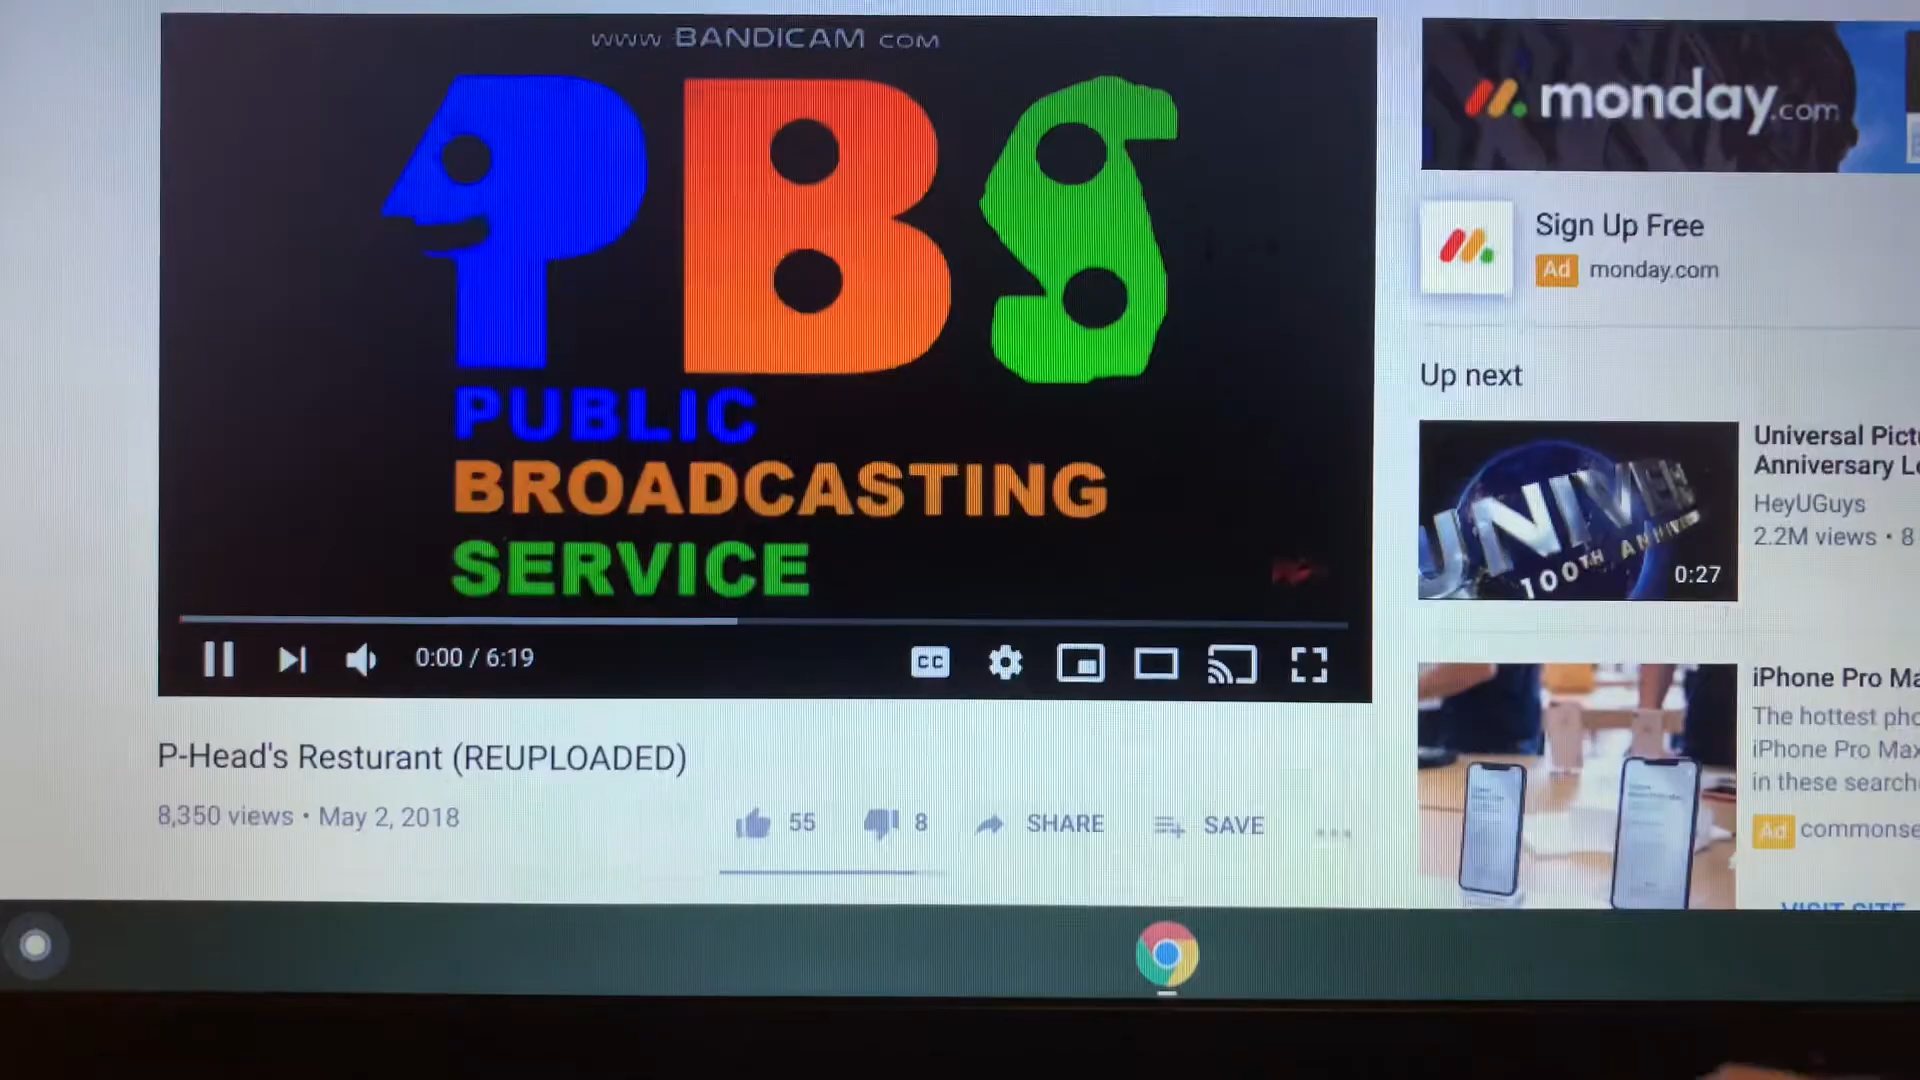 www BANDICAM COM
PBS
PUBLIC
BROADCASTING
SERVICE
0:00 / 6:19
CC
P-Head's Resturant (REUPLOADED)
8,350 views • May 2, 2018
55
8
SHARE
SAVE
monday.com
Sign Up Free
Ad monday.com
Up next
UNIVER
100TH ANNIVE
0:27
Universal Pict
Anniversary L
HeyUGuys
2.2M views • 8
iPhone Pro Ma
The hottest pho
iPhone Pro Max
in these search
Ad commonse
VISIT SITE